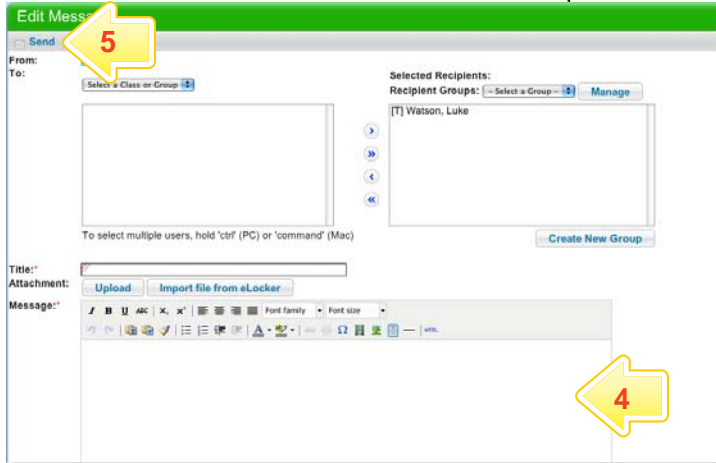 Edit Mess
Send
5
From:
To:
Select a Class or Group
Selected Recipients:
Recipient Groups: - Select a Group - Manage
[T] Watson, Luke
To select multiple users, hold 'ctrl' (PC) or 'command' (Mac)
Create New Group
Title:*
Attachment:
Upload Import file from eLocker
Message:*
I B U ABC X, X' Font family Font size
A Ω HTML
4